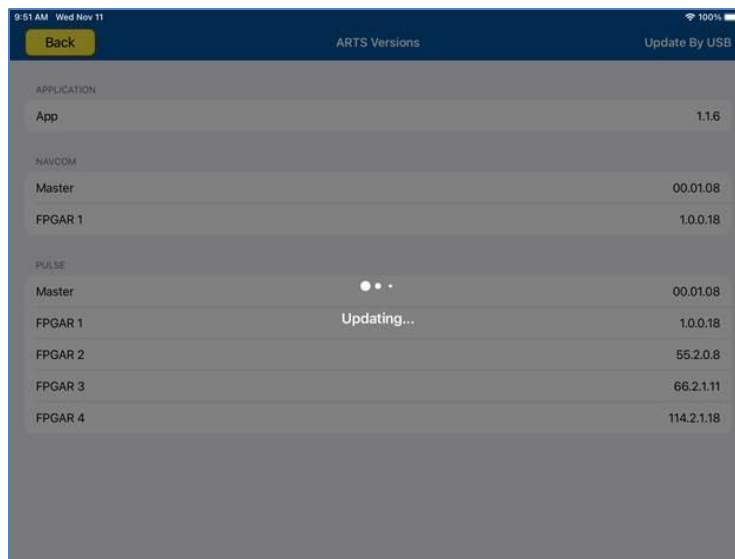 9:51 AM Wed Nov 11 100%
Back ARTS Versions Update By USB
APPLICATION
App 1.1.6
NAVCOM
Master 00.01.08
FPGAR 1 1.0.0.18
PULSE
Master 00.01.08
FPGAR 1 1.0.0.18
FPGAR 2 55.2.0.8
FPGAR 3 66.2.1.11
FPGAR 4 114.2.1.18
Updating...